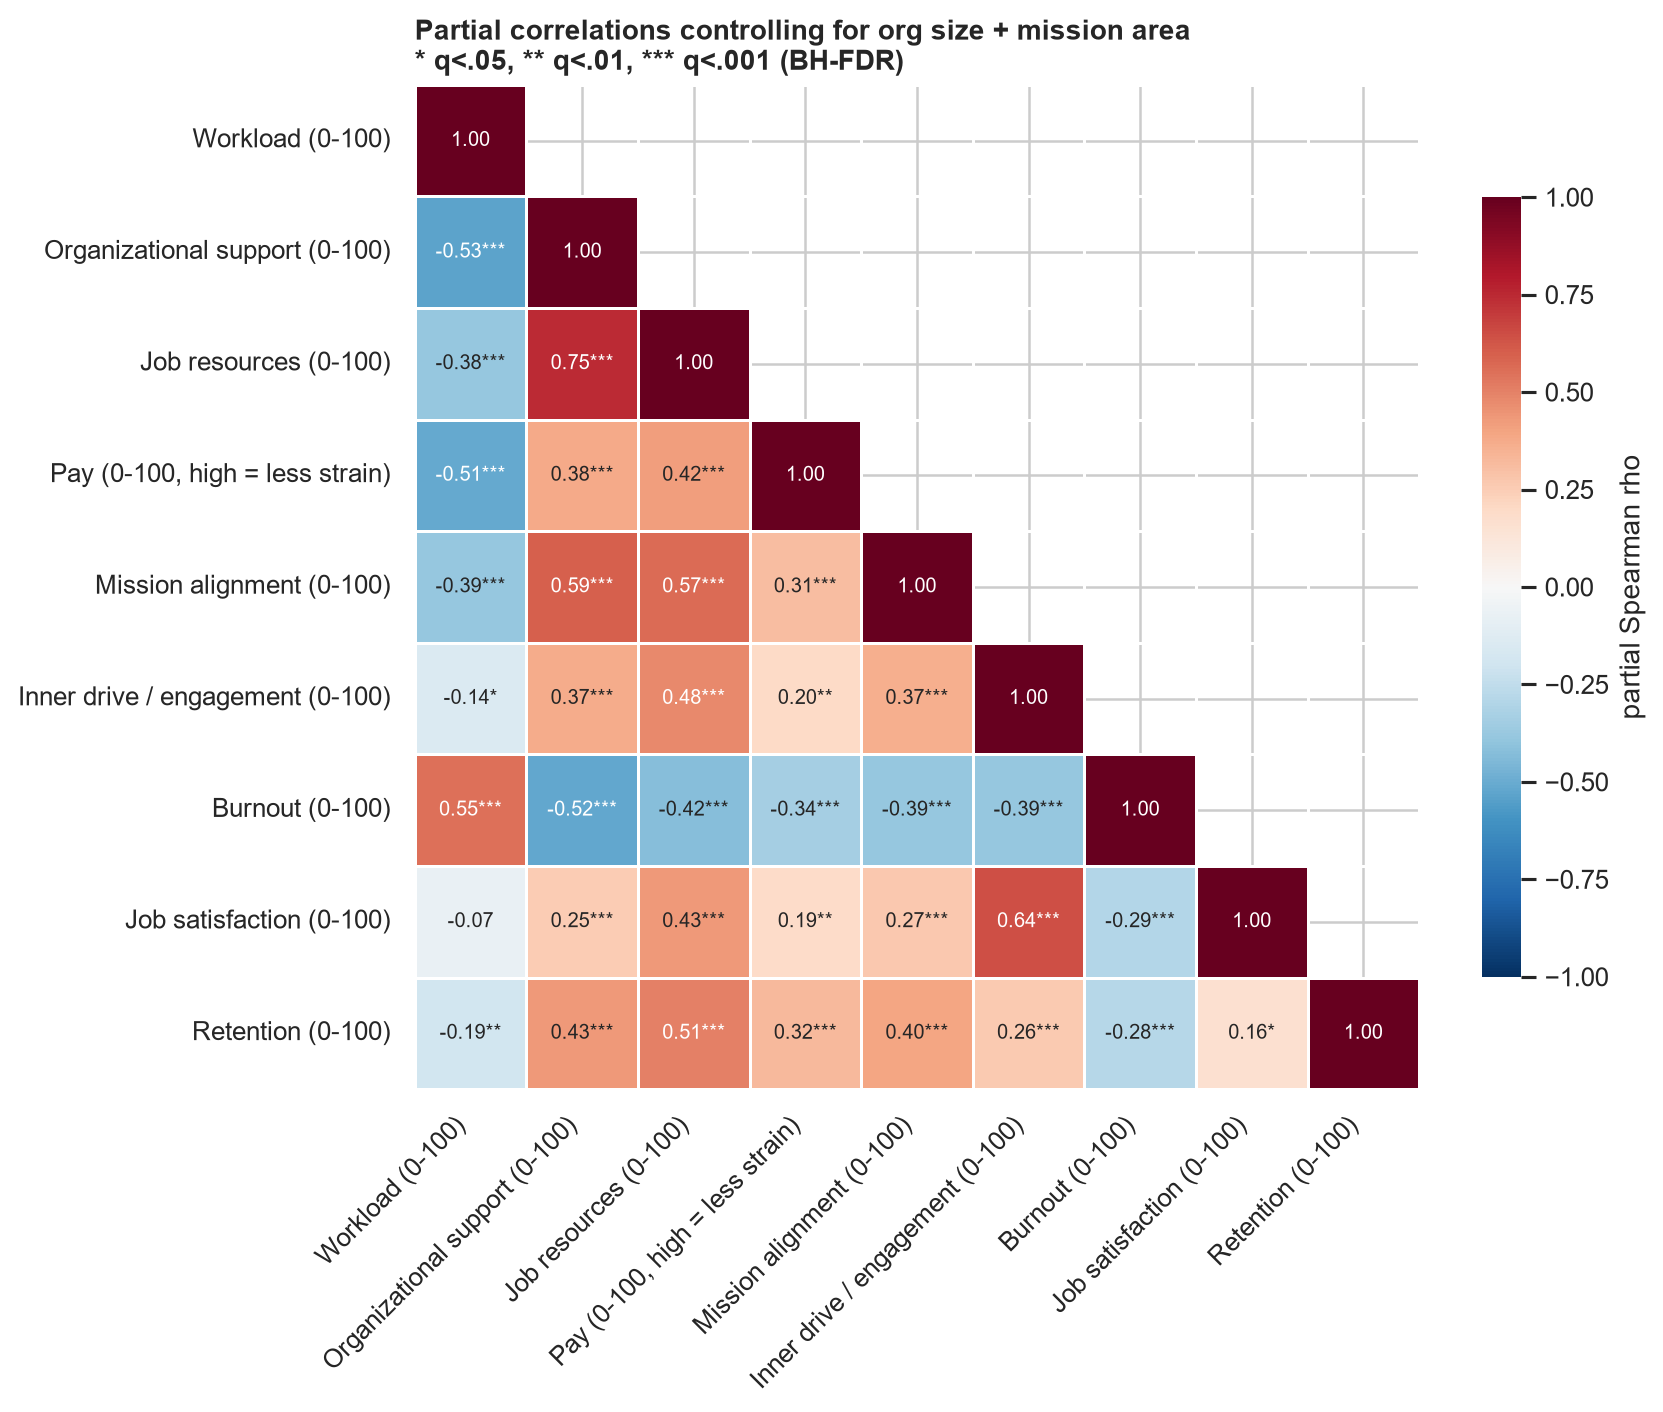 Partial correlations controlling for org size + mission area
* q<.05, ** q<.01, *** q<.001 (BH-FDR)
Workload (0-100)
1.00
Organizational support (0-100)
-0.53*** 1.00
Job resources (0-100)
-0.38*** 0.75*** 1.00
Pay (0-100, high = less strain)
-0.51*** 0.38*** 0.42*** 1.00
Mission alignment (0-100)
-0.39*** 0.59*** 0.57*** 0.31*** 1.00
Inner drive / engagement (0-100)
-0.14* 0.37*** 0.48*** 0.20** 0.37*** 1.00
Burnout (0-100)
0.55*** -0.52*** -0.42*** -0.34*** -0.39*** -0.39*** 1.00
Job satisfaction (0-100)
-0.07 0.25*** 0.43*** 0.19** 0.27*** 0.64*** -0.29*** 1.00
Retention (0-100)
-0.19** 0.43*** 0.51*** 0.32*** 0.40*** 0.26*** -0.28*** 0.16* 1.00
Workload (0-100)
Organizational support (0-100)
Job resources (0-100)
Pay (0-100, high = less strain)
Mission alignment (0-100)
Inner drive / engagement (0-100)
Burnout (0-100)
Job satisfaction (0-100)
Retention (0-100)
1.00
0.75
0.50
0.25
0.00
−0.25
−0.50
−0.75
−1.00
partial Spearman rho